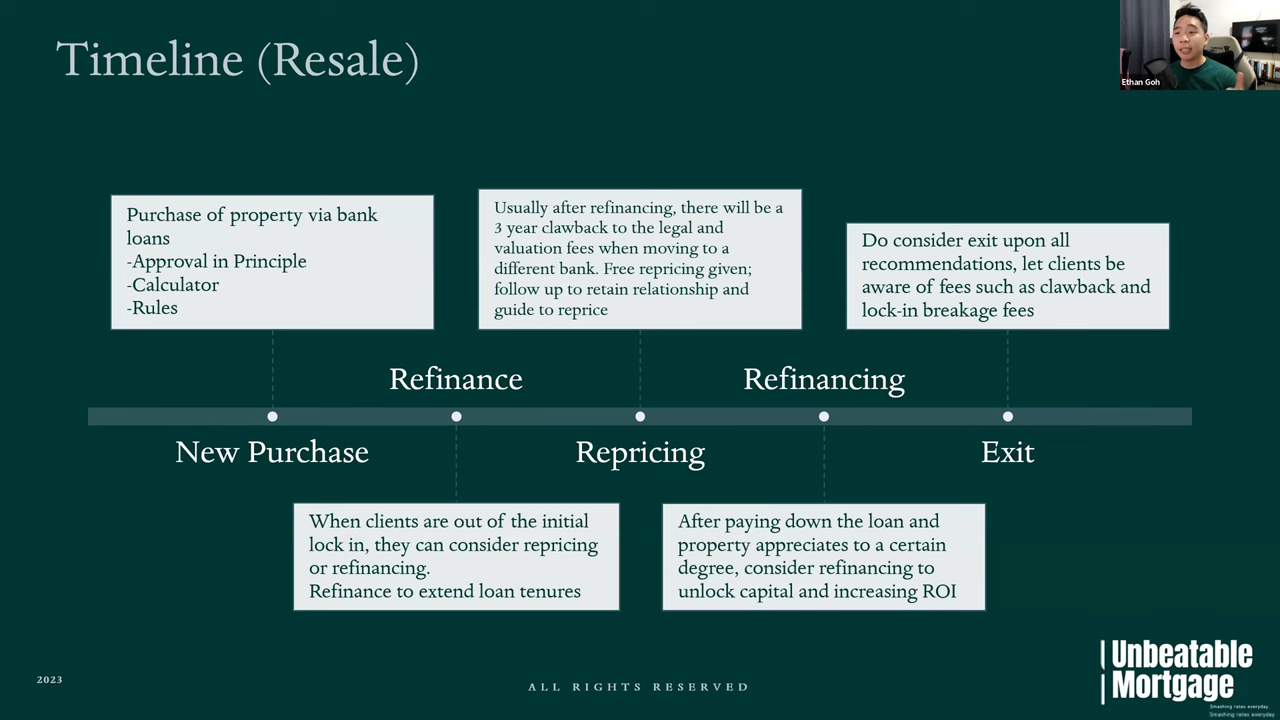 Timeline (Resale)
Ethan Goh
Purchase of property via bank
loans
-Approval in Principle
-Calculator
-Rules
Usually after refinancing, there will be a
3 year clawback to the legal and
valuation fees when moving to a
different bank. Free repricing given;
follow up to retain relationship and
guide to reprice
Do consider exit upon all
recommendations, let clients be
aware of fees such as clawback and
lock-in breakage fees
Refinance
Refinancing
New Purchase
Repricing
Exit
When clients are out of the initial
lock in, they can consider repricing
or refinancing.
Refinance to extend loan tenures
After paying down the loan and
property appreciates to a certain
degree, consider refinancing to
unlock capital and increasing ROI
2023
ALL RIGHTS RESERVED
Unbeatable
Mortgage
Smashing rates everyday.
Smashing rates everyday.